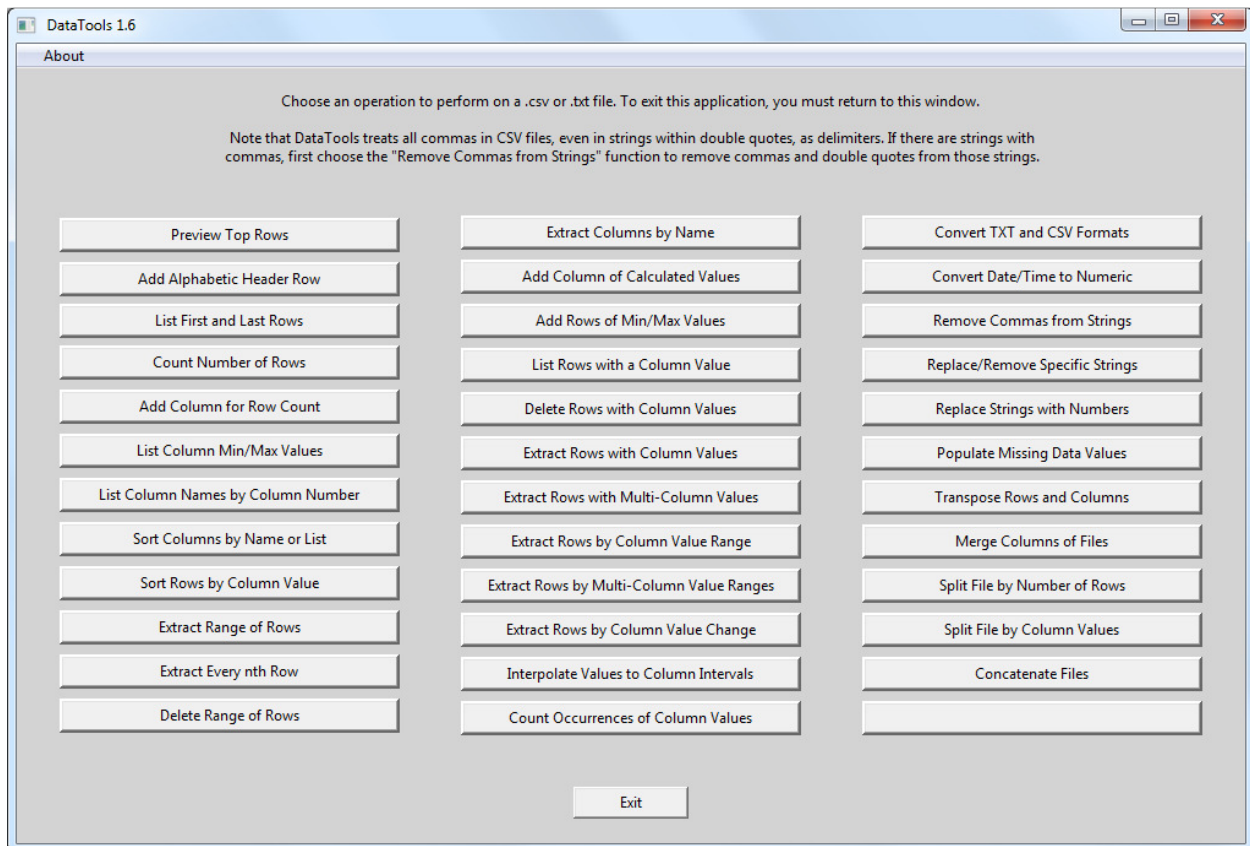 DataTools 1.6
About
Choose an operation to perform on a .csv or .txt file. To exit this application, you must return to this window.
Note that DataTools treats all commas in CSV files, even in strings within double quotes, as delimiters. If there are strings with
commas, first choose the "Remove Commas from Strings" function to remove commas and double quotes from those strings.
Preview Top Rows
Add Alphabetic Header Row
List First and Last Rows
Count Number of Rows
Add Column for Row Count
List Column Min/Max Values
List Column Names by Column Number
Sort Columns by Name or List
Sort Rows by Column Value
Extract Range of Rows
Extract Every nth Row
Delete Range of Rows
Extract Columns by Name
Add Column of Calculated Values
Add Rows of Min/Max Values
List Rows with a Column Value
Delete Rows with Column Values
Extract Rows with Column Values
Extract Rows with Multi-Column Values
Extract Rows by Column Value Range
Extract Rows by Multi-Column Value Ranges
Extract Rows by Column Value Change
Interpolate Values to Column Intervals
Count Occurrences of Column Values
Convert TXT and CSV Formats
Convert Date/Time to Numeric
Remove Commas from Strings
Replace/Remove Specific Strings
Replace Strings with Numbers
Populate Missing Data Values
Transpose Rows and Columns
Merge Columns of Files
Split File by Number of Rows
Split File by Column Values
Concatenate Files
Exit